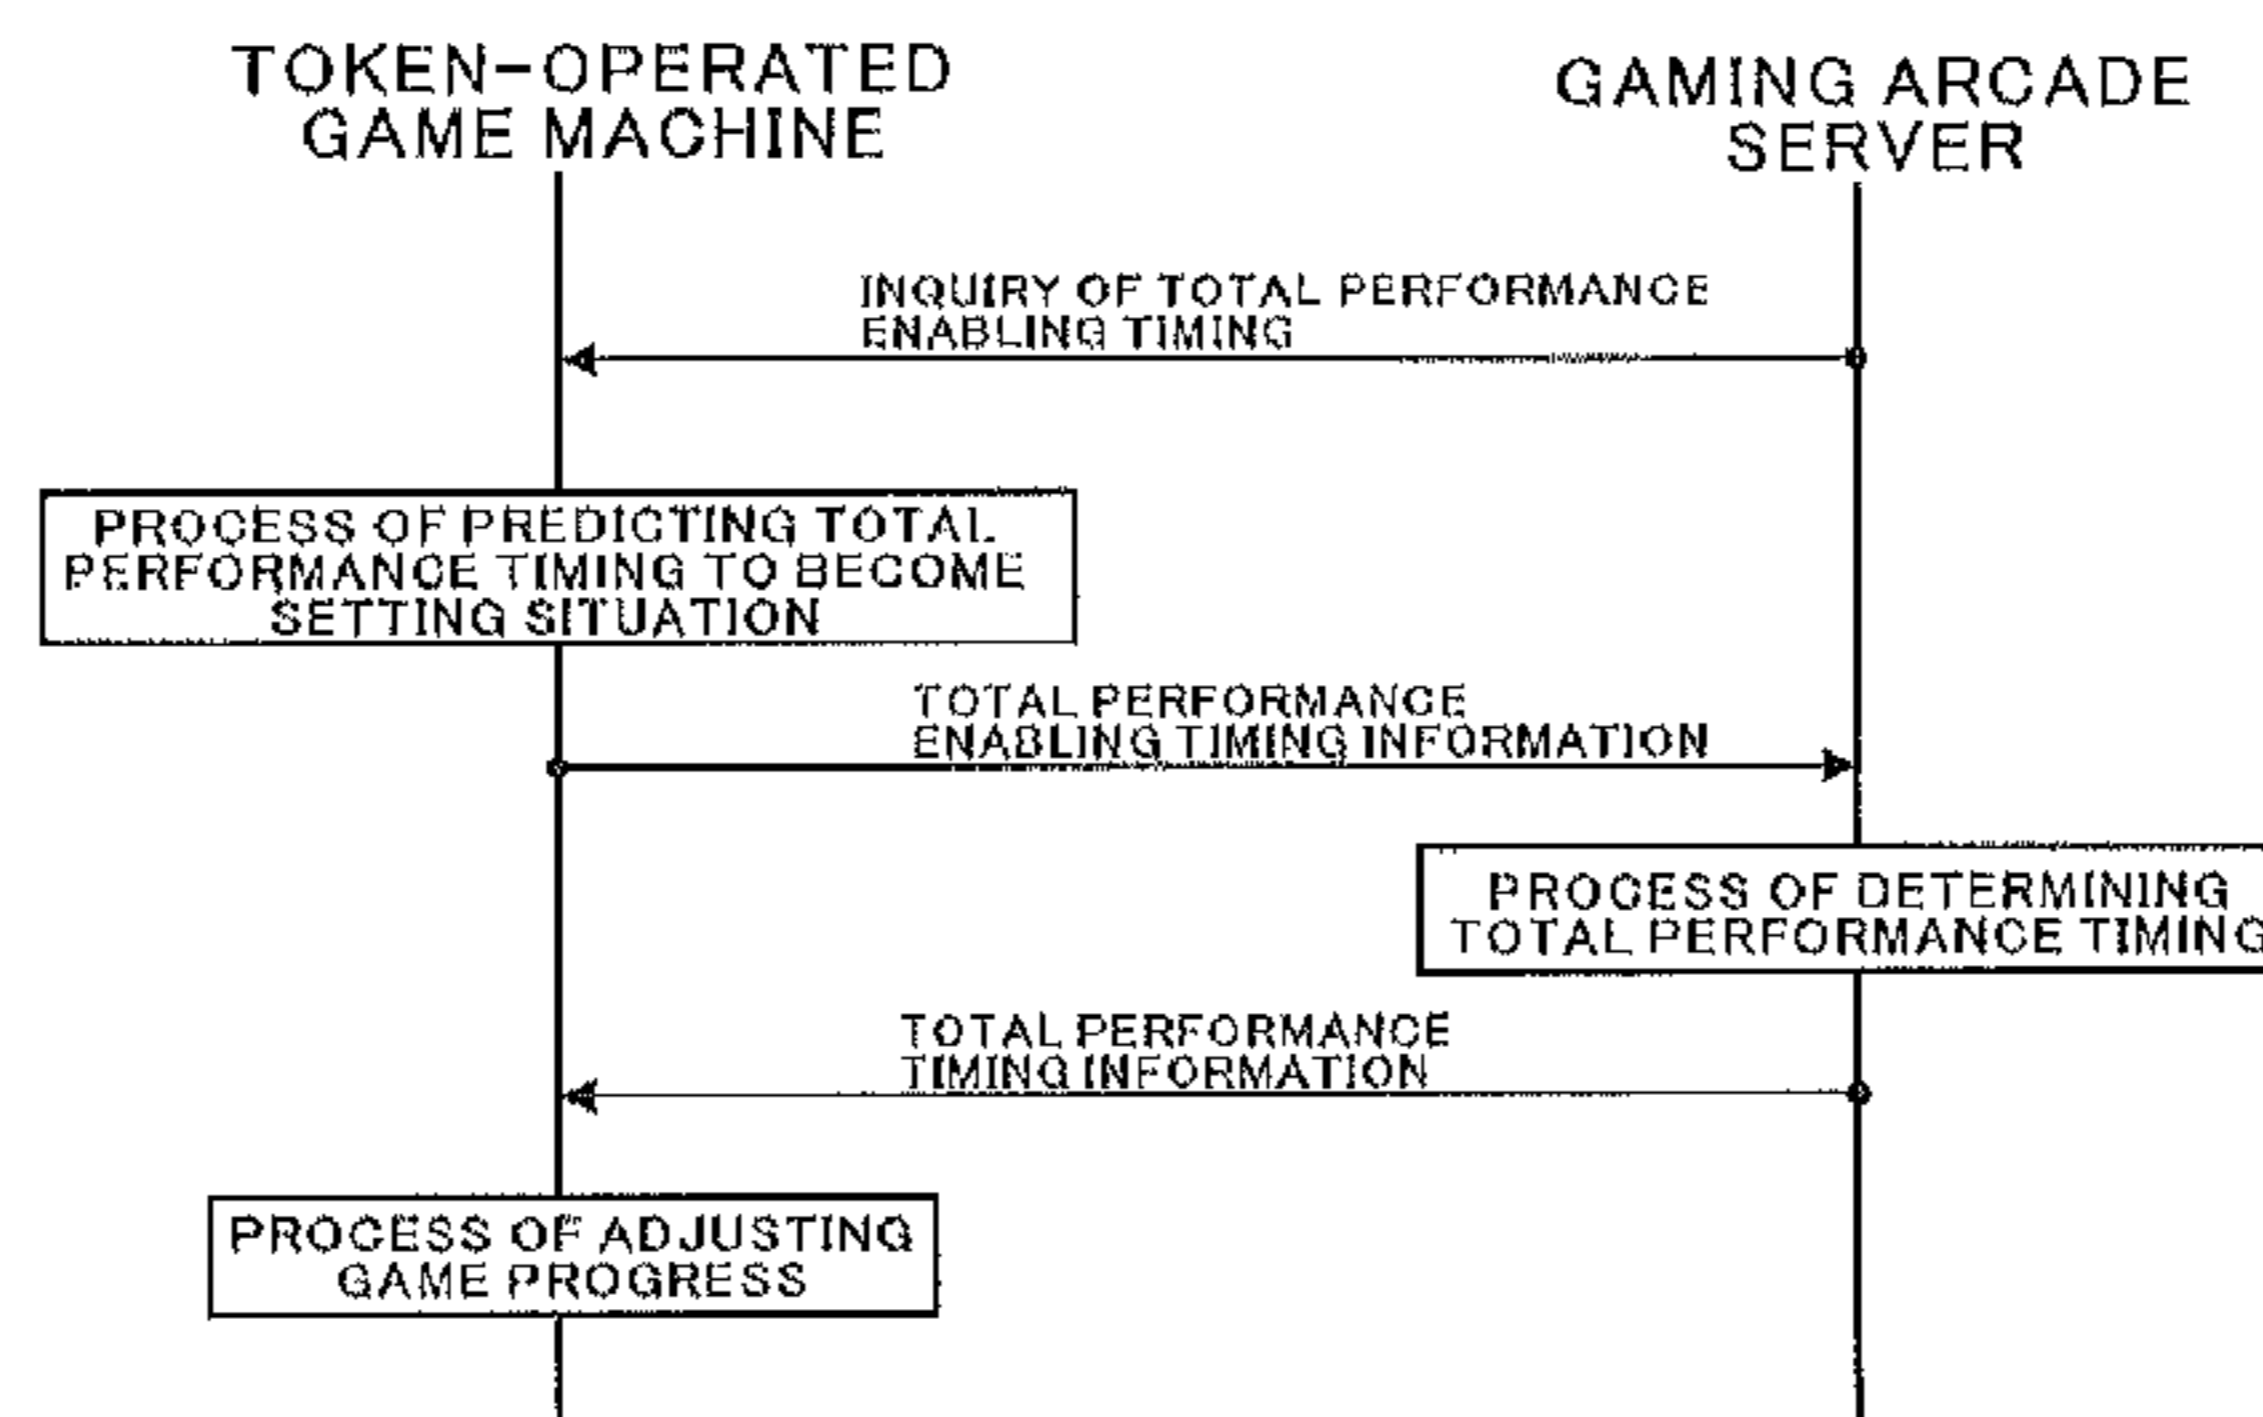 TOKEN-OPERATED
GAME MACHINE
GAMING ARCADE
SERVER
INQUIRY OF TOTAL PERFORMANCE
ENABLING TIMING
PROCESS OF PREDICTING TOTAL
PERFORMANCE TIMING TO BECOME
SETTING SITUATION
TOTAL PERFORMANCE
ENABLING TIMING INFORMATION
PROCESS OF DETERMINING
TOTAL PERFORMANCE TIMING
TOTAL PERFORMANCE
TIMING INFORMATION
PROCESS OF ADJUSTING
GAME PROGRESS